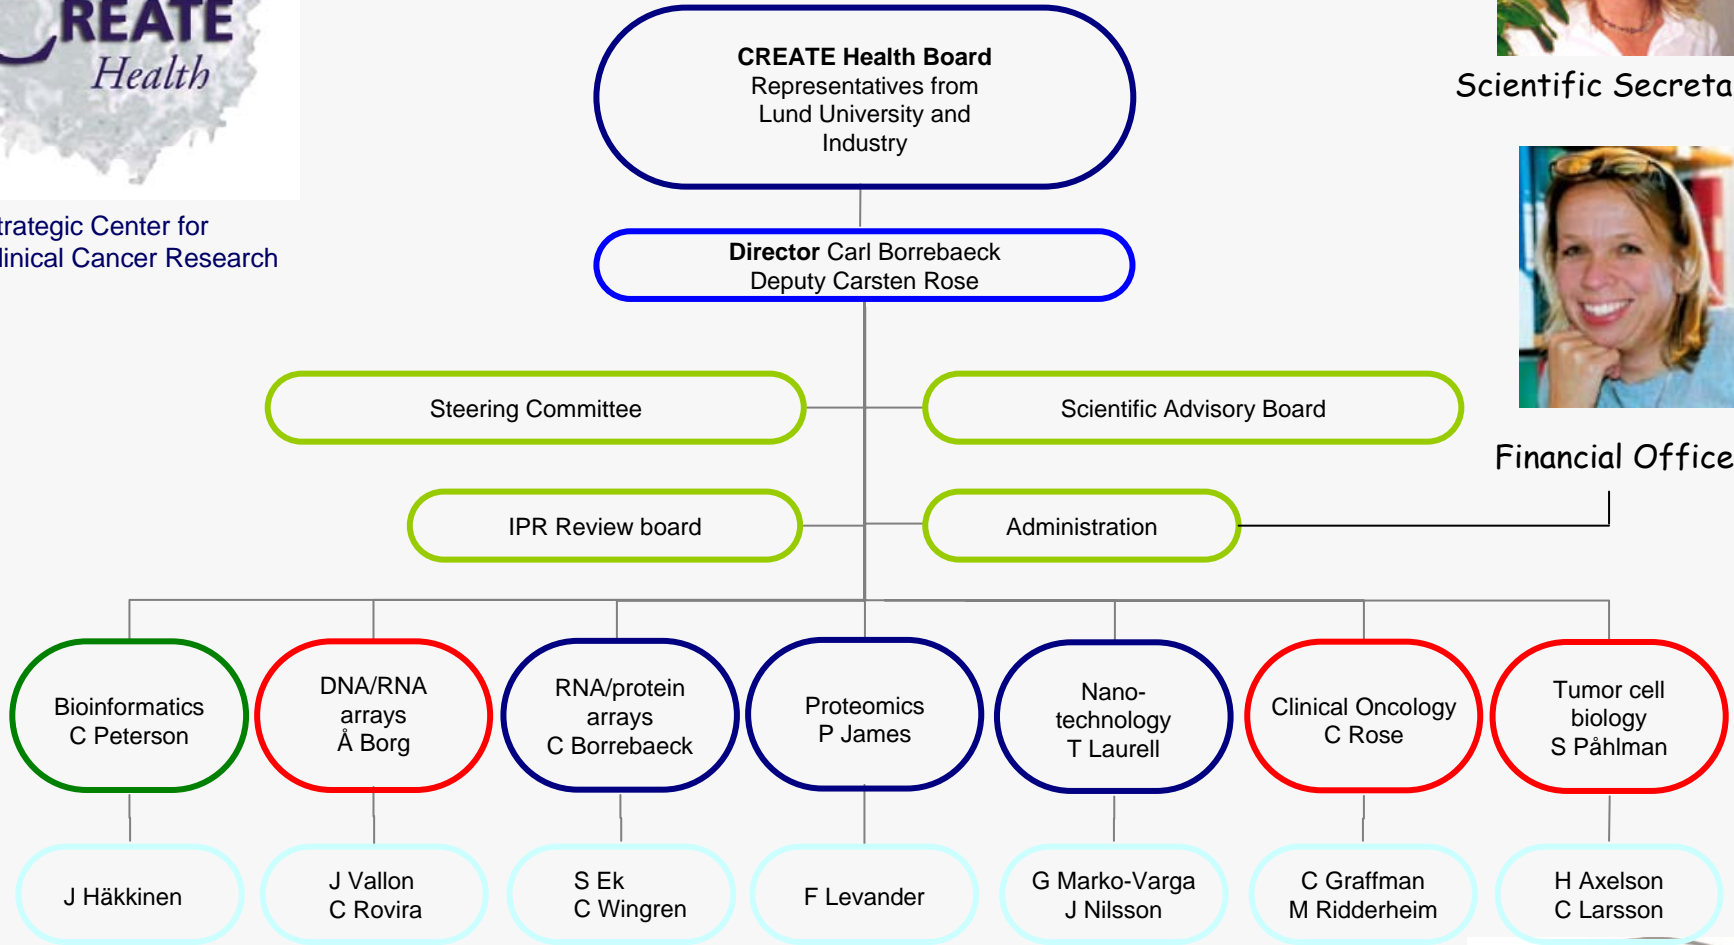 REATE
Health
trategic Center for
linical Cancer Research
CREATE Health Board
Representatives from
Lund University and
Industry
Scientific Secreta
Director Carl Borrebaeck
Deputy Carsten Rose
Steering Committee
Scientific Advisory Board
Financial Office
IPR Review board
Administration
Bioinformatics
C Peterson
DNA/RNA
arrays
Å Borg
RNA/protein
arrays
C Borrebaeck
Proteomics
P James
Nano-
technology
T Laurell
Clinical Oncology
C Rose
Tumor cell
biology
S Påhlman
J Häkkinen
J Vallon
C Rovira
S Ek
C Wingren
F Levander
G Marko-Varga
J Nilsson
C Graffman
M Ridderheim
H Axelson
C Larsson